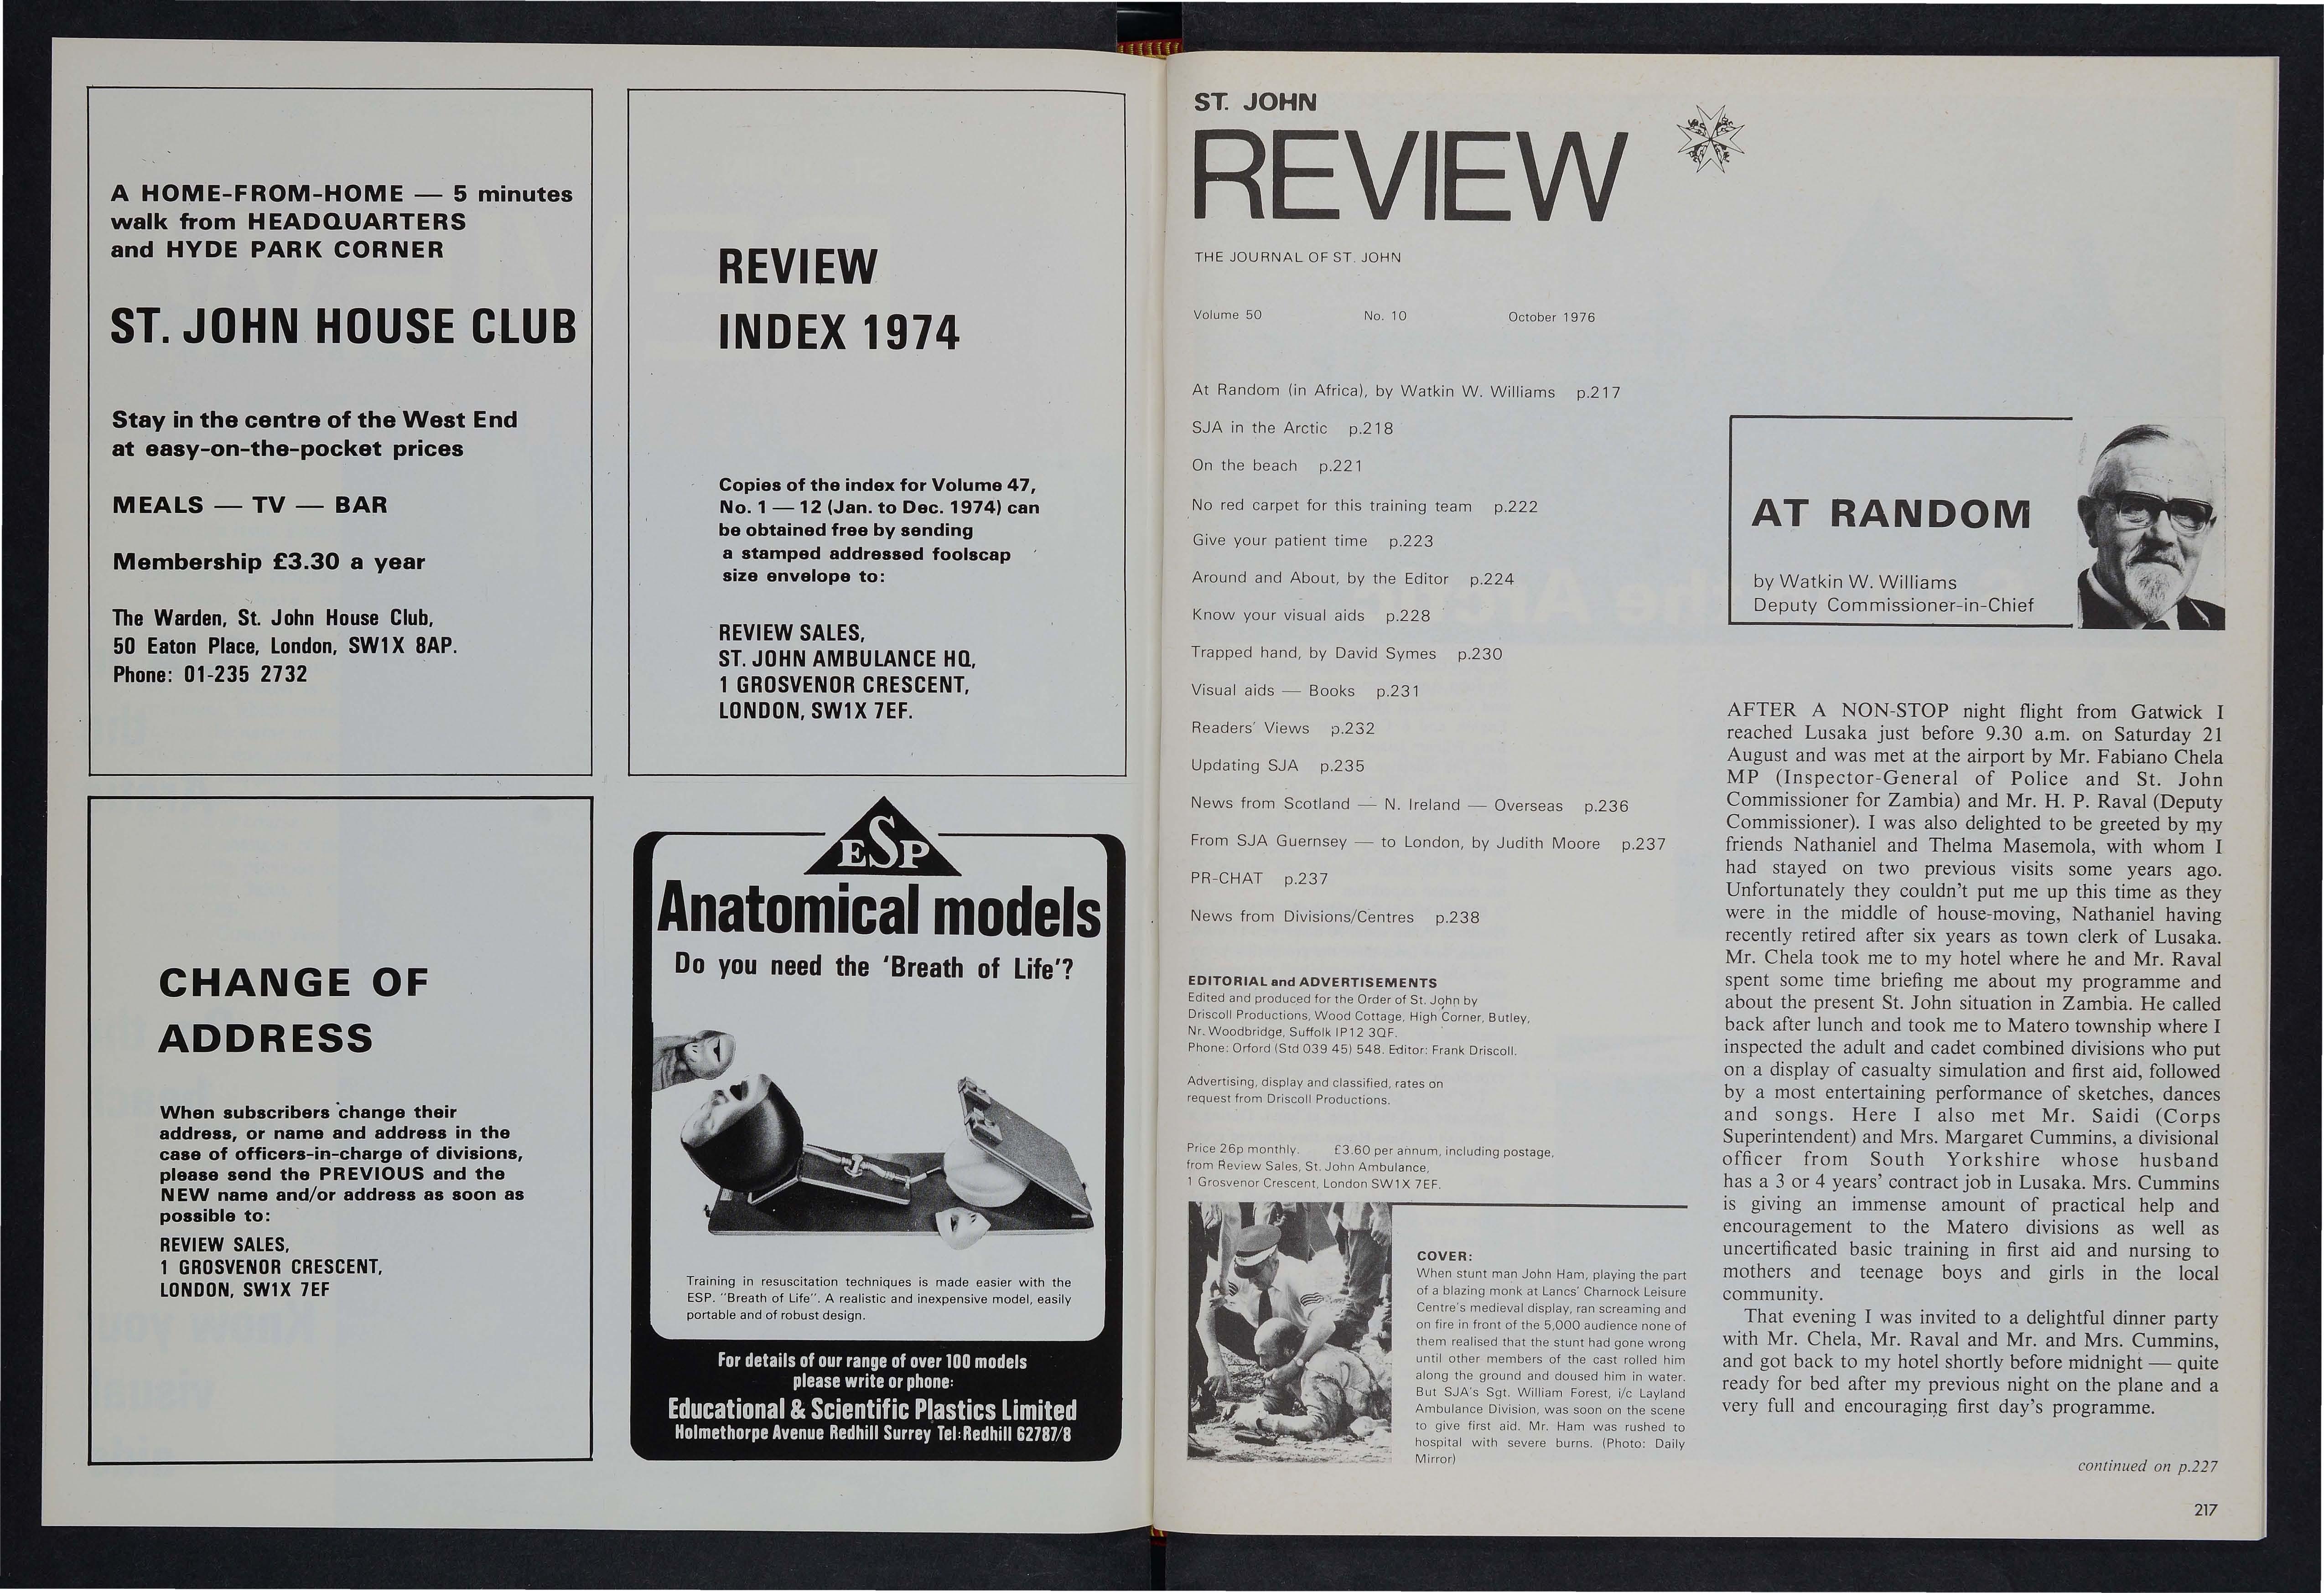 A HOME-FROM-HOME — 5 minutes
walk from HEADQUARTERS
and HYDE PARK CORNER
ST. JOHN HOUSE CLUB
Stay in the centre of the West End
at easy-on-the-pocket prices
MEALS — TV — BAR
Membership £3.30 a year
The Warden, St. John House Club,
50 Eaton Place, London, SW1X 8AP.
Phone: 01-235 2732
REVIEW
INDEX 1974
Copies of the index for Volume 47,
No. 1 — 12 (Jan. to Dec. 1974) can
be obtained free by sending
a stamped addressed foolscap
size envelope to:
REVIEW SALES,
ST. JOHN AMBULANCE HQ,
1 GROSVENOR CRESCENT,
LONDON, SW1X 7EF.
CHANGE OF
ADDRESS
When subscribers change their
address, or name and address in the
case of officers-in-charge of divisions,
please send the PREVIOUS and the
NEW name and/or address as soon as
possible to:
REVIEW SALES,
1 GROSVENOR CRESCENT,
LONDON, SW1X 7EF
ESP
Anatomical models
Do you need the 'Breath of Life'?
Training in resuscitation techniques is made easier with the
ESP. "Breath of Life". A realistic and inexpensive model, easily
portable and of robust design.
For details of our range of over 100 models
please write or phone:
Educational & Scientific Plastics Limited
Holmethorpe Avenue Redhill Surrey Tel: Redhill 62787/8
ST. JOHN
REVIEW
THE JOURNAL OF ST. JOHN
Volume 50 No. 10 October 1976
At Random (in Africa), by Watkin W. Williams p.217
SJA in the Arctic p.218
On the beach p.221
No red carpet for this training team p.222
Give your patient time p.223
Around and About, by the Editor p.224
Know your visual aids p.228
Trapped hand, by David Symes p.230
Visual aids — Books p.231
Readers' Views p.232
Updating SJA p.235
News from Scotland — N. Ireland — Overseas p.236
From SJA Guernsey — to London, by Judith Moore p.237
PR-CHAT p.237
News from Divisions/Centres p.238
EDITORIAL and ADVERTISEMENTS
Edited and produced for the Order of St. John by
Driscoll Productions, Wood Cottage, High Corner, Butley,
Nr. Woodbridge, Suffolk IP12 3QF.
Phone: Orford (Std 039 45) 548. Editor: Frank Driscoll.
Advertising, display and classified, rates on
request from Driscoll Productions.
Price 26p monthly. £3.60 per annum, including postage,
from Review Sales, St. John Ambulance,
1 Grosvenor Crescent, London SW1X 7EF.
COVER:
When stunt man John Ham, playing the part
of a blazing monk at Lancs' Charnock Leisure
Centre's medieval display, ran screaming and
on fire in front of the 5,000 audience none of
them realised that the stunt had gone wrong
until other members of the cast rolled him
along the ground and doused him in water.
But SJA's Sgt. William Forest, i/c Layland
Ambulance Division, was soon on the scene
to give first aid. Mr. Ham was rushed to
hospital with severe burns. (Photo: Daily
Mirror)
AT RANDOM
by Watkin W. Williams
Deputy Commissioner-in-Chief
AFTER A NON-STOP night flight from Gatwick I
reached Lusaka just before 9.30 a.m. on Saturday 21
August and was met at the airport by Mr. Fabiano Chela
MP (Inspector-General of Police and St. John
Commissioner for Zambia) and Mr. H. P. Raval (Deputy
Commissioner). I was also delighted to be greeted by my
friends Nathaniel and Thelma Masemola, with whom I
had stayed on two previous visits some years ago.
Unfortunately they couldn't put me up this time as they
were in the middle of house-moving, Nathaniel having
recently retired after six years as town clerk of Lusaka.
Mr. Chela took me to my hotel where he and Mr. Raval
spent some time briefing me about my programme and
about the present St. John situation in Zambia. He called
back after lunch and took me to Matero township where I
inspected the adult and cadet combined divisions who put
on a display of casualty simulation and first aid, followed
by a most entertaining performance of sketches, dances
and songs. Here I also met Mr. Saidi (Corps
Superintendent) and Mrs. Margaret Cummins, a divisional
officer from South Yorkshire whose husband
has a 3 or 4 years' contract job in Lusaka. Mrs. Cummins
is giving an immense amount of practical help and
encouragement to the Matero divisions as well as
uncertificated basic training in first aid and nursing to
mothers and teenage boys and girls in the local
community.
That evening I was invited to a delightful dinner party
with Mr. Chela, Mr. Raval and Mr. and Mrs. Cummins,
and got back to my hotel shortly before midnight — quite
ready for bed after my previous night on the plane and a
very full and encouraging first day's programme.
continued on p.227
217